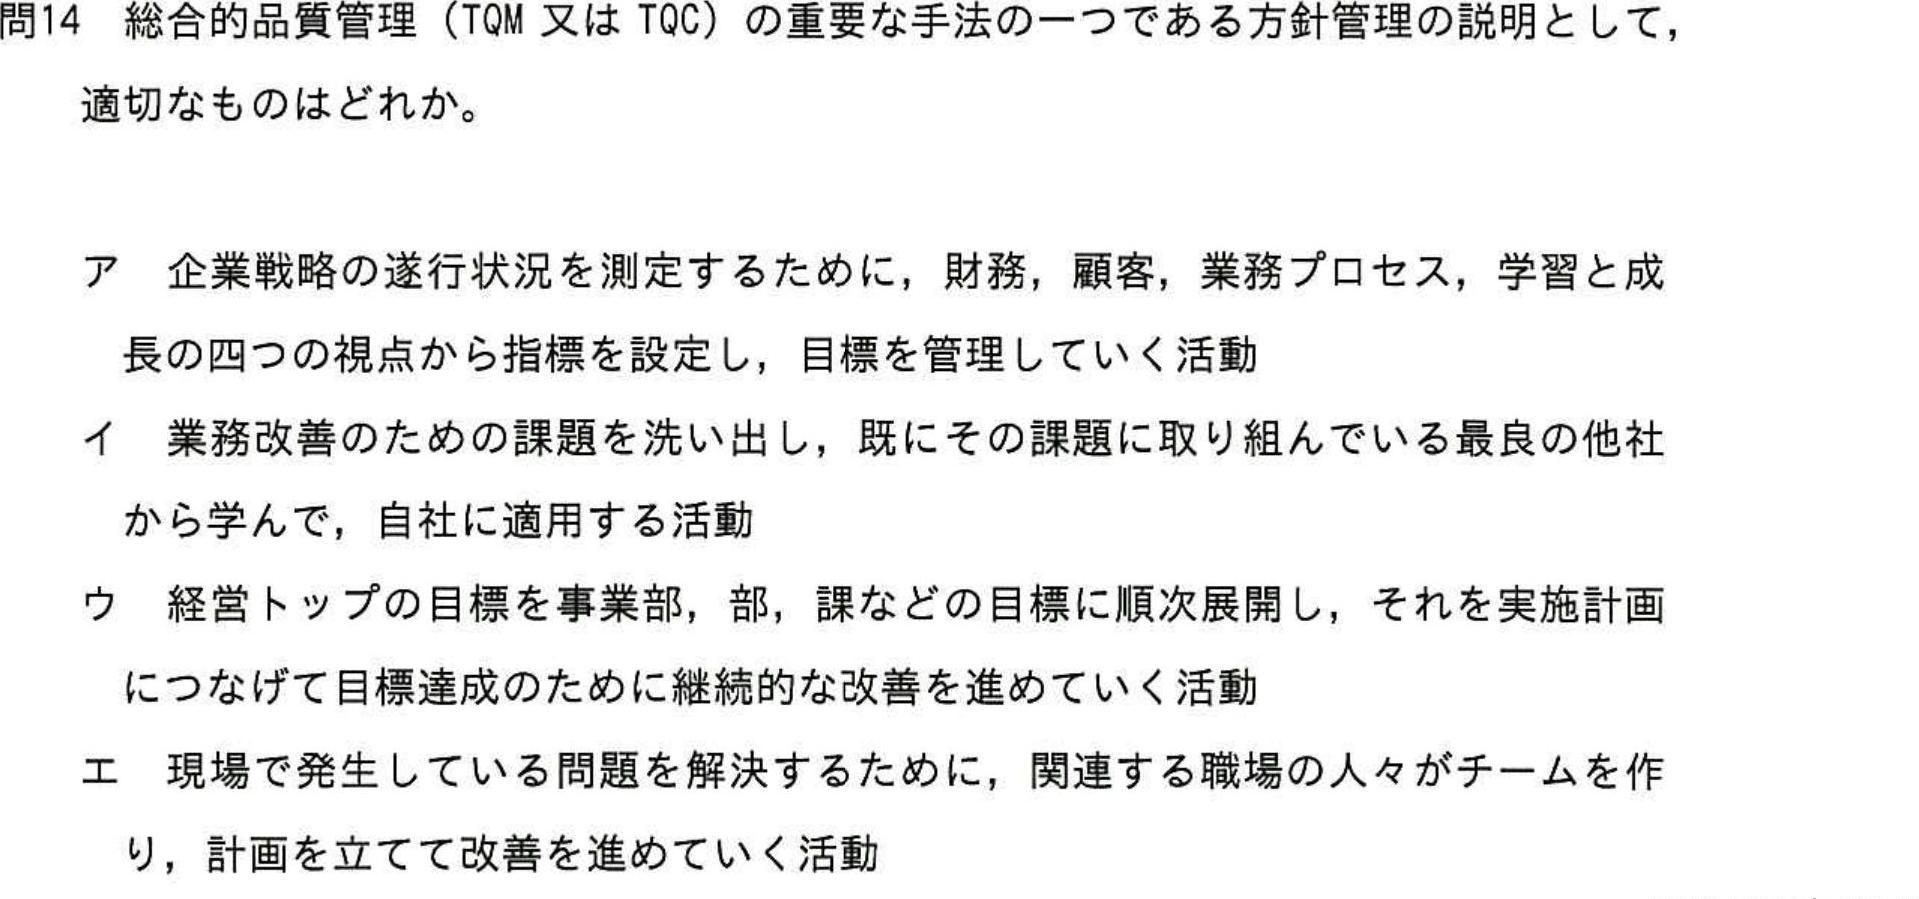 問14　総合的品質管理（TQM 又は TQC）の重要な手法の一つである方針管理の説明として，
適切なものはどれか。
ア　企業戦略の遂行状況を測定するために，財務，顧客，業務プロセス，学習と成
長の四つの視点から指標を設定し，目標を管理していく活動
イ　業務改善のための課題を洗い出し，既にその課題に取り組んでいる最良の他社
から学んで，自社に適用する活動
ウ　経営トップの目標を事業部，部，課などの目標に順次展開し，それを実施計画
につなげて目標達成のために継続的な改善を進めていく活動
エ　現場で発生している問題を解決するために，関連する職場の人々がチームを作
り，計画を立てて改善を進めていく活動